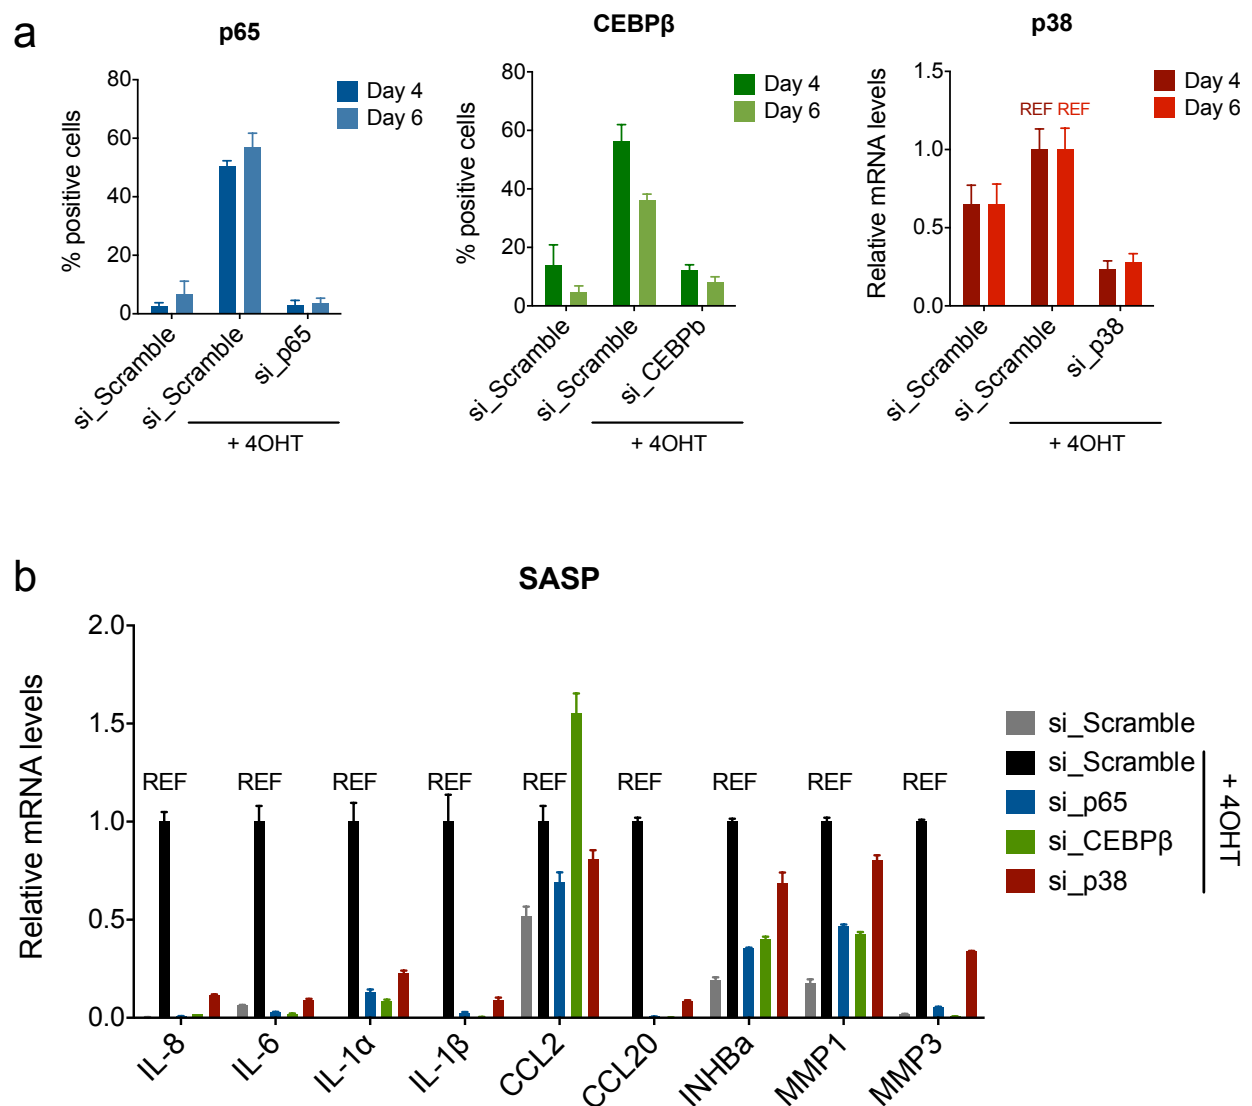 a
p65
% positive cells
80
60
40
20
0
Day 4
Day 6
si_Scramble
si_Scramble
si_p65
+ 4OHT
CEBPβ
% positive cells
80
60
40
20
0
Day 4
Day 6
si_Scramble
si_Scramble
si_CEBPb
+ 4OHT
p38
Relative mRNA levels
1.5
1.0
0.5
0.0
REF REF
Day 4
Day 6
si_Scramble
si_Scramble
si_p38
+ 4OHT
b
SASP
Relative mRNA levels
2.0
1.5
1.0
0.5
0.0
REF REF REF REF REF REF REF REF REF
IL-8
IL-6
IL-1α
IL-1β
CCL2
CCL20
INHBa
MMP1
MMP3
si_Scramble
si_Scramble
si_p65
si_CEBPβ
si_p38
+ 4OHT